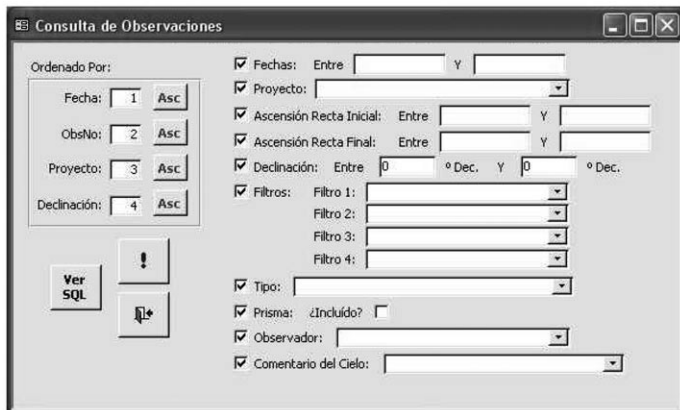 Consulta de Observaciones
Ordenado Por:
Fecha: 1 Asc
ObsNo: 2 Asc
Proyecto: 3 Asc
Declinación: 4 Asc
Ver
SQL
!
Fechas: Entre Y
Proyecto:
Ascensión Recta Inicial: Entre Y
Ascensión Recta Final: Entre Y
Declinación: Entre 0 º Dec. Y 0 º Dec.
Filtros: Filtro 1:
Filtro 2:
Filtro 3:
Filtro 4:
Tipo:
Prisma: ¿Incluído?
Observador:
Comentario del Cielo: